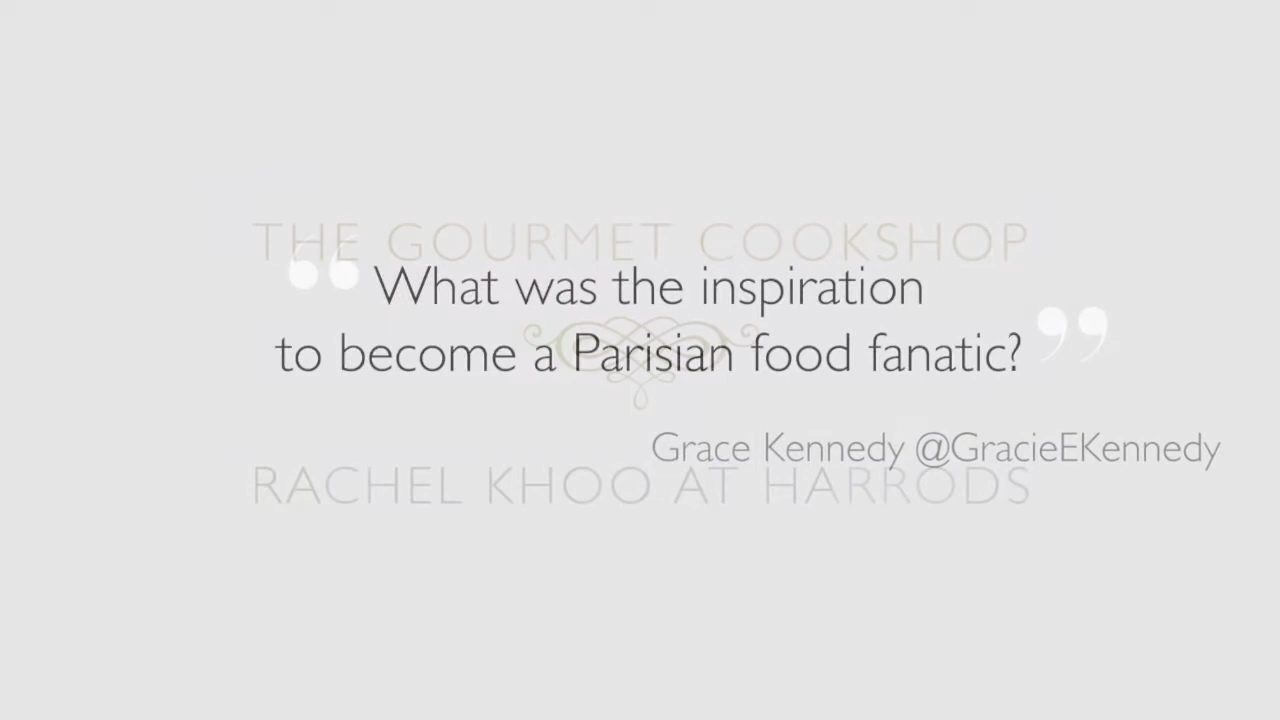 THE GOURMET COOKSHOP
“What was the inspiration
to become a Parisian food fanatic?”
Grace Kennedy @GracieEKennedy
RACHEL KHOO AT HARRODS